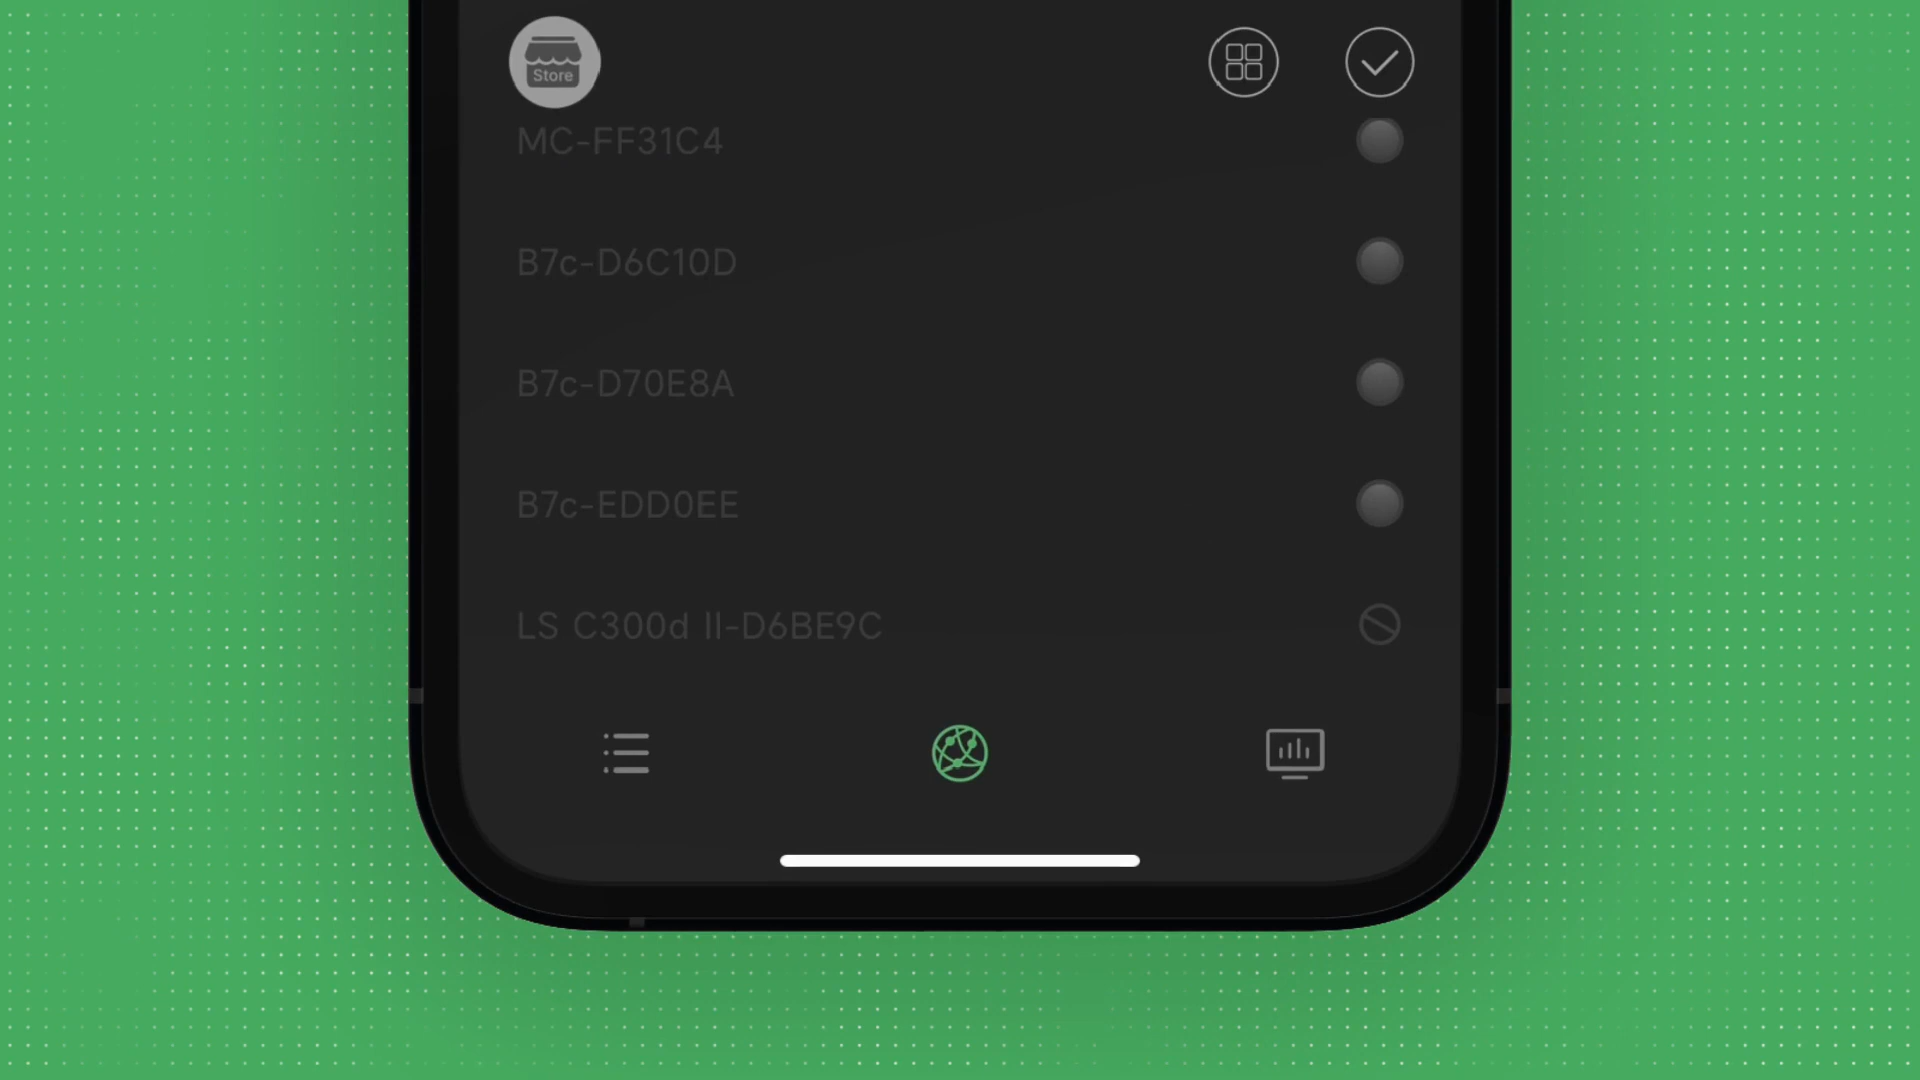 Store
MC-FF31C4
B7c-D6C10D
B7c-D70E8A
B7c-EDD0EE
LS C300d II-D6BE9C